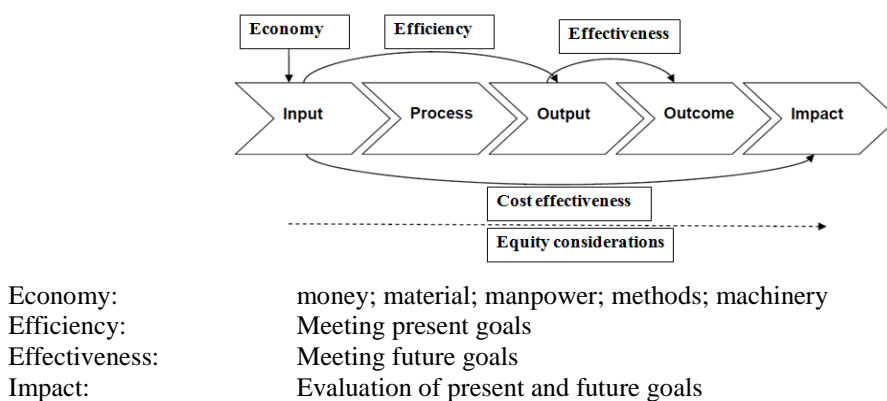 Economy
Efficiency
Effectiveness
Input
Process
Output
Outcome
Impact
Cost effectiveness
Equity considerations
Economy: money; material; manpower; methods; machinery
Efficiency: Meeting present goals
Effectiveness: Meeting future goals
Impact: Evaluation of present and future goals